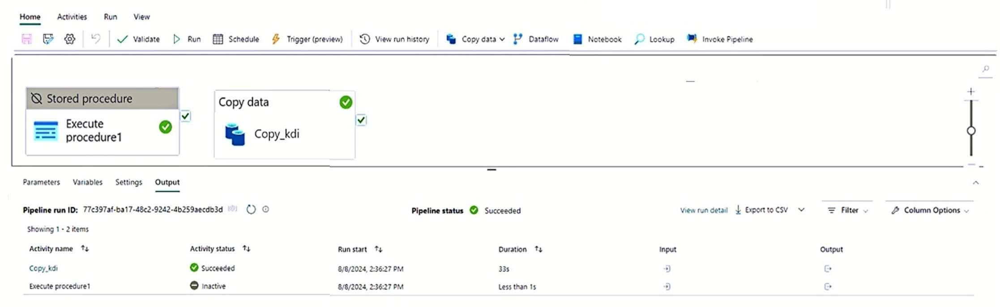 Home Activities Run View
Validate Run Schedule Trigger (preview) View run history Copy data Dataflow Notebook Lookup Invoke Pipeline
Stored procedure
Execute
procedure1
Copy data
Copy_kdi
Parameters Variables Settings Output
Pipeline run ID: 77c397af-ba17-48c2-9242-4b259aecdb3d Pipeline status Succeeded View run detail Export to CSV Filter Column Options
Showing 1 - 2 items
Activity name Activity status Run start Duration Input Output
Copy_kdi Succeeded 8/8/2024, 2:36:27 PM 33s
Execute procedure1 Inactive 8/8/2024, 2:36:27 PM Less than 1s